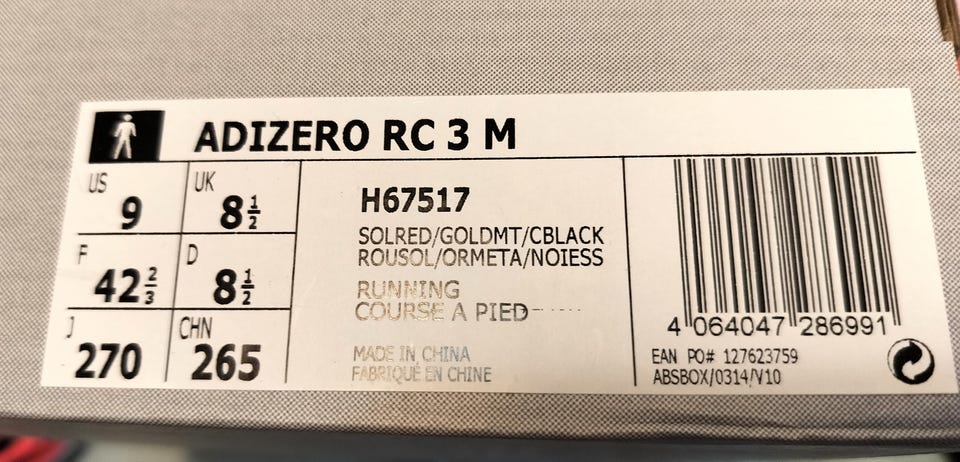 ADIZERO RC 3 M
US 9
UK 8½
F 42⅔
D 8½
J 270
CHN 265
H67517
SOLRED/GOLDMT/CBLACK
ROUSOL/ORMETA/NOIESS
RUNNING
COURSE A PIED
MADE IN CHINA
FABRIQUÉ EN CHINE
4 064047 286991
EAN PO# 127623759
ABSBOX/0314/V10